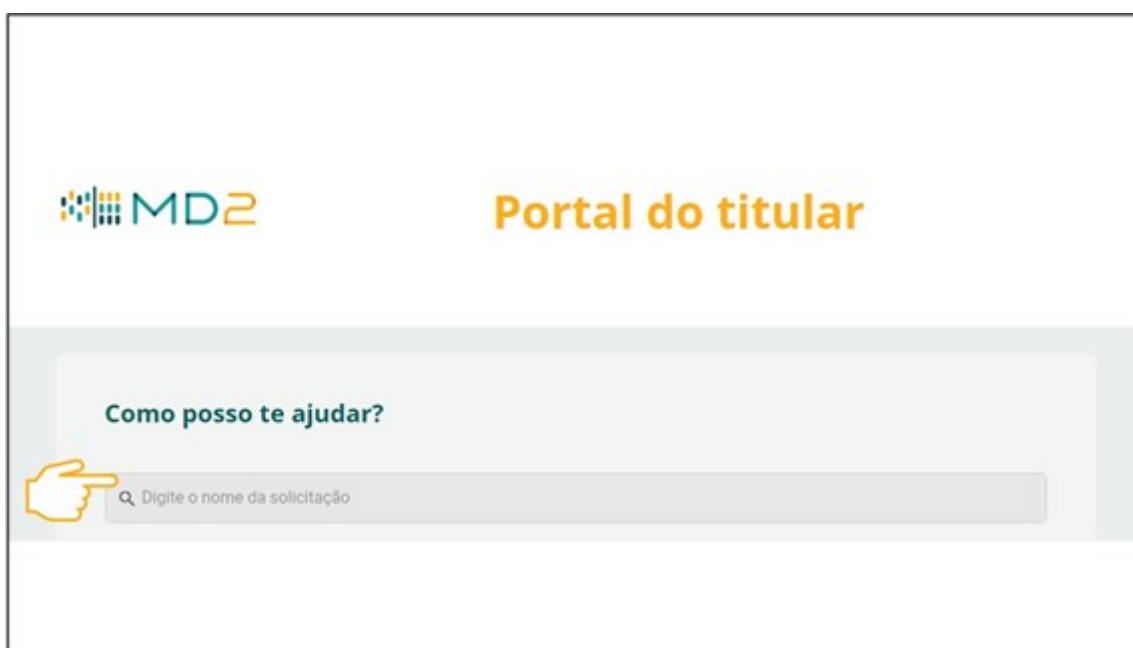 MD2
Portal do titular
Como posso te ajudar?
Digite o nome da solicitação